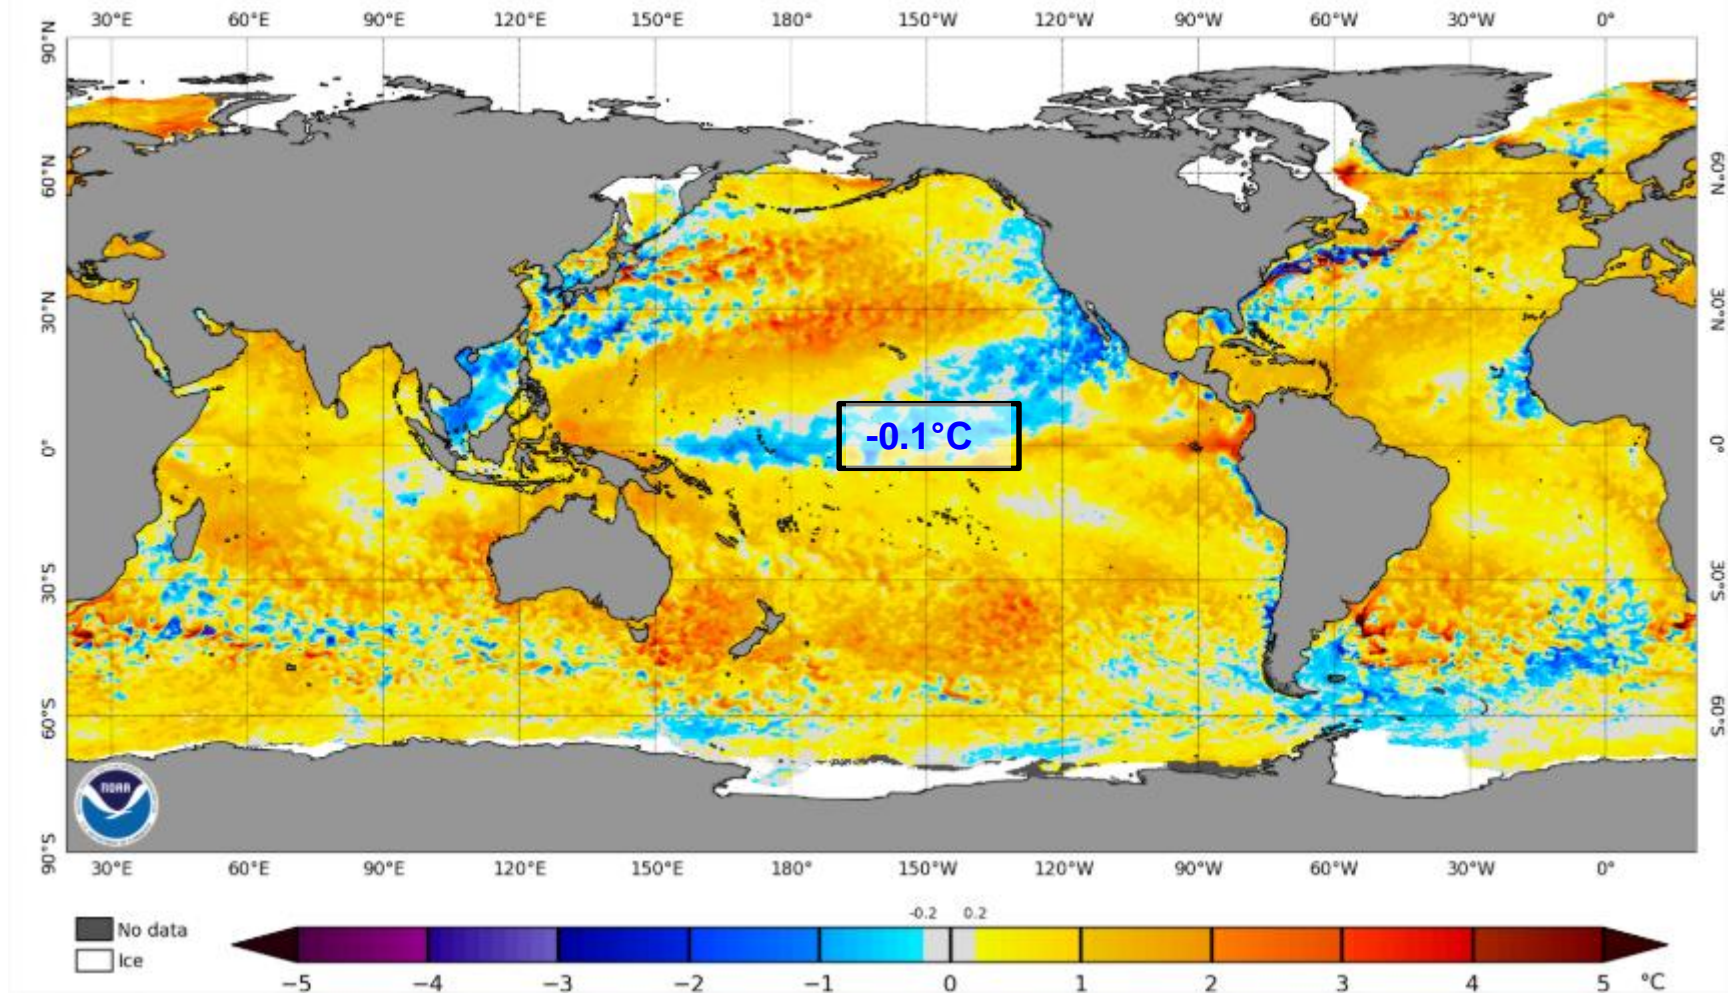 30°E 60°E 90°E 120°E 150°E 180° 150°W 120°W 90°W 60°W 30°W 0°
90°N
60°N 60°N
30°N 30°N
0° 0°
-0.1°C
30°S 30°S
60°S 60°S
90°S
NOAA
30°E 60°E 90°E 120°E 150°E 180° 150°W 120°W 90°W 60°W 30°W 0°
-0.2 0.2
No data
Ice
−5 −4 −3 −2 −1 0 1 2 3 4 5 °C